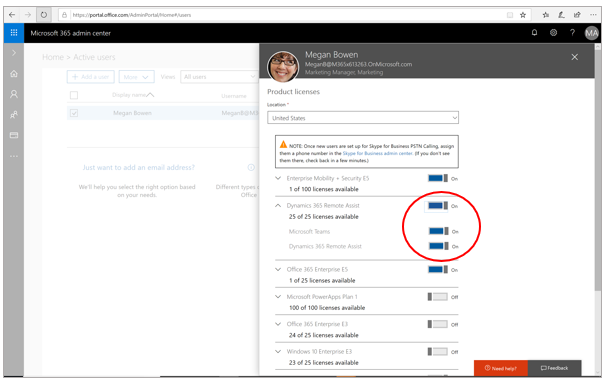 https://portal.office.com/AdminPortal/Home#/users
Microsoft 365 admin center
MA
Home > Active users
+ Add a user
More
Views
All users
Display name
Username
Megan Bowen
MeganB@M3
Just want to add an email address?
We'll help you select the right option based
on your needs.
Different types
Office
Megan Bowen
MeganB@M365x613263.OnMicrosoft.com
Marketing Manager, Marketing
Product licenses
Location *
United States
NOTE: Once new users are set up for Skype for Business PSTN Calling, assign
them a phone number in the Skype for Business admin center. (If you don't see
them there, check back in a few minutes.)
Enterprise Mobility + Security E5
On
1 of 100 licenses available
Dynamics 365 Remote Assist
On
25 of 25 licenses available
Microsoft Teams
On
Dynamics 365 Remote Assist
On
Office 365 Enterprise E5
On
1 of 25 licenses available
Microsoft PowerApps Plan 1
Off
100 of 100 licenses available
Office 365 Enterprise E3
Off
24 of 25 licenses available
Windows 10 Enterprise E3
Off
23 of 25 licenses available
Need help?
Feedback